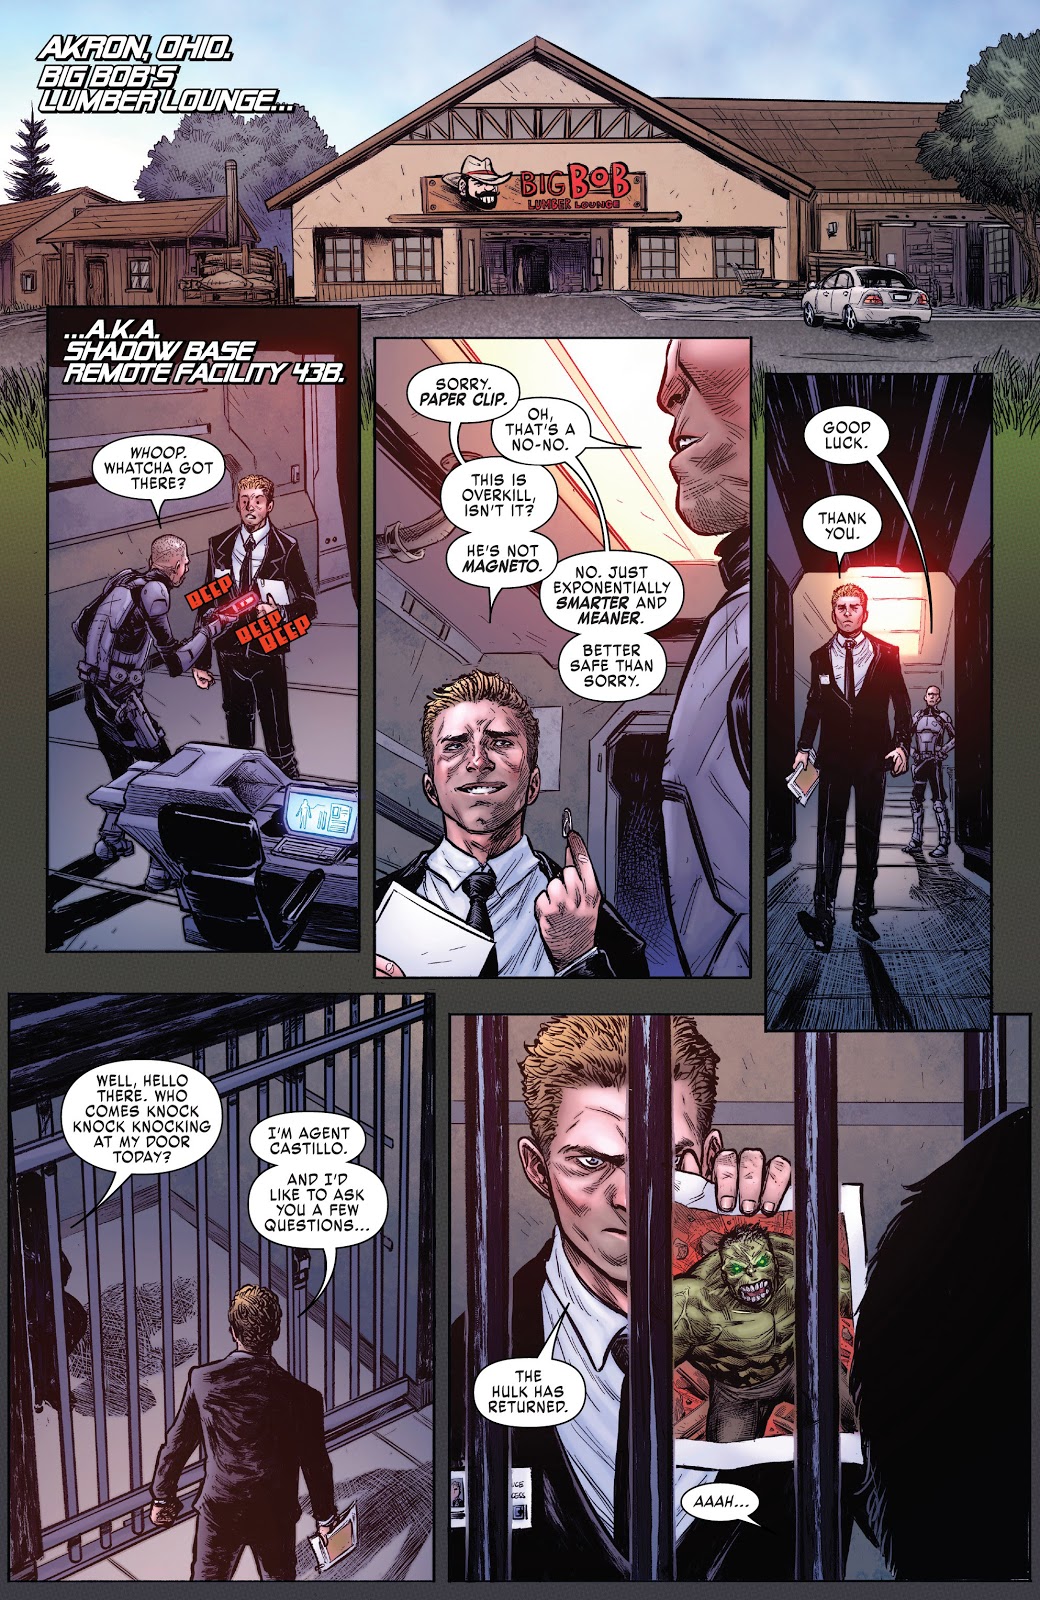 AKRON, OHIO.
BIG BOB'S
LUMBER LOUNGE...
BIG BOB
LUMBER LOUNGE
...A.K.A.
SHADOW BASE
REMOTE FACILITY 43B.
WHOOP.
WHATCHA GOT
THERE?
DEEP
DEEP
DEEP
SORRY.
PAPER CLIP.
OH,
THAT'S A
NO-NO.
THIS IS
OVERKILL,
ISN'T IT?
HE'S NOT
MAGNETO.
NO. JUST
EXPONENTIALLY
SMARTER AND
MEANER.
BETTER
SAFE THAN
SORRY.
GOOD
LUCK.
THANK
YOU.
WELL, HELLO
THERE. WHO
COMES KNOCK
KNOCK KNOCKING
AT MY DOOR
TODAY?
I'M AGENT
CASTILLO.
AND I'D
LIKE TO ASK
YOU A FEW
QUESTIONS...
THE
HULK HAS
RETURNED.
AAAH...